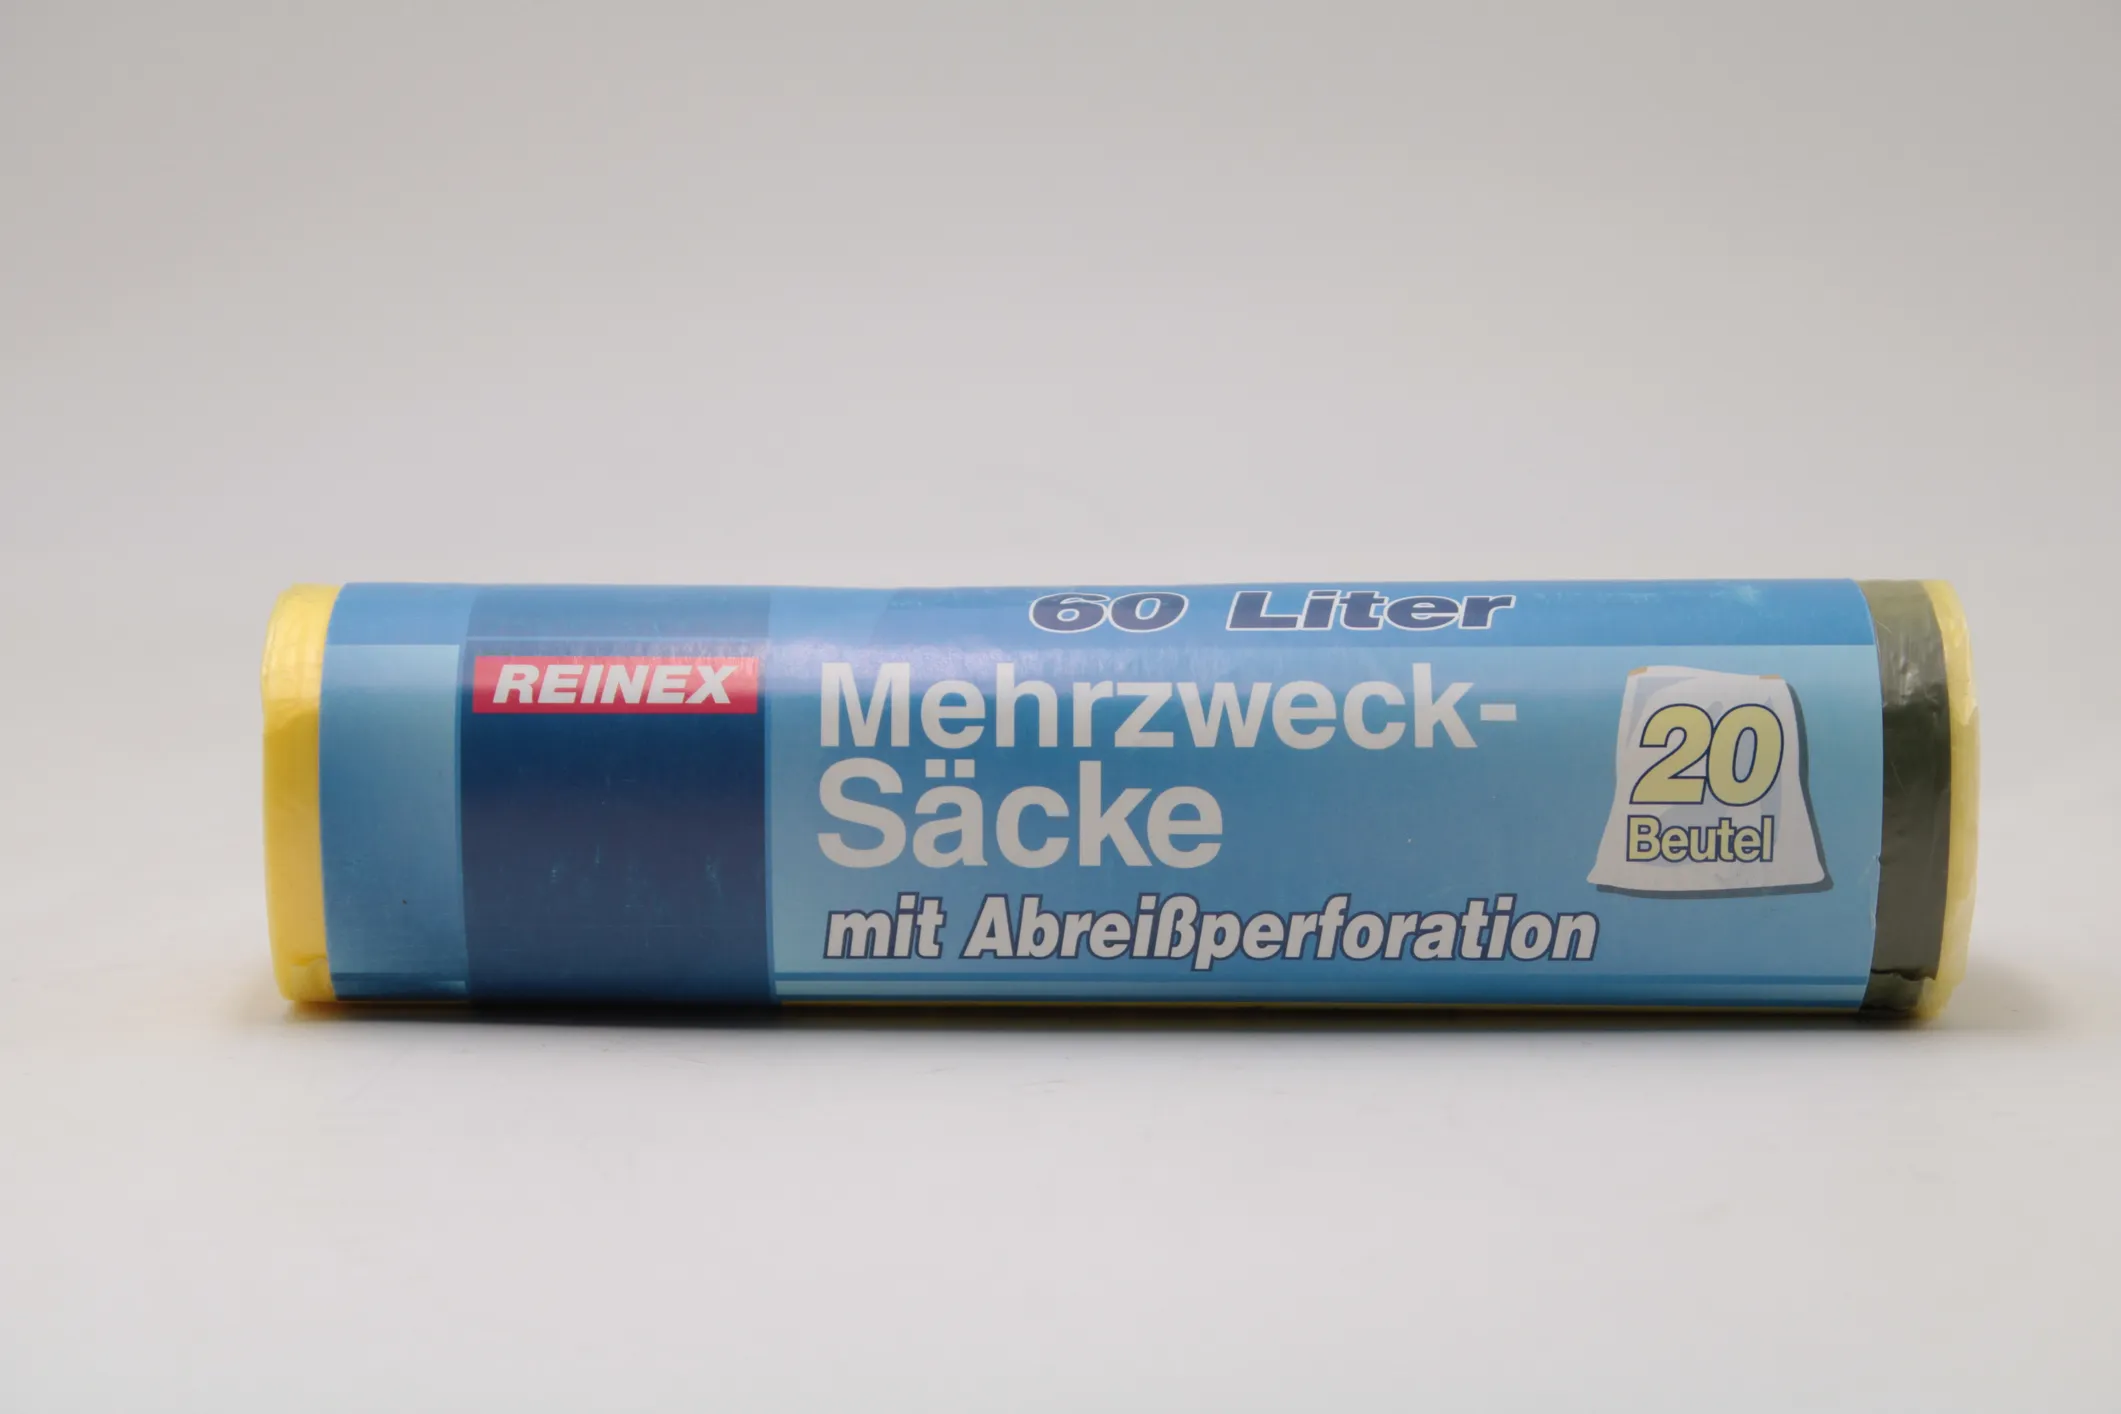 60 Liter
REINEX
Mehrzweck-
Säcke
mit Abreißperforation
20
Beutel